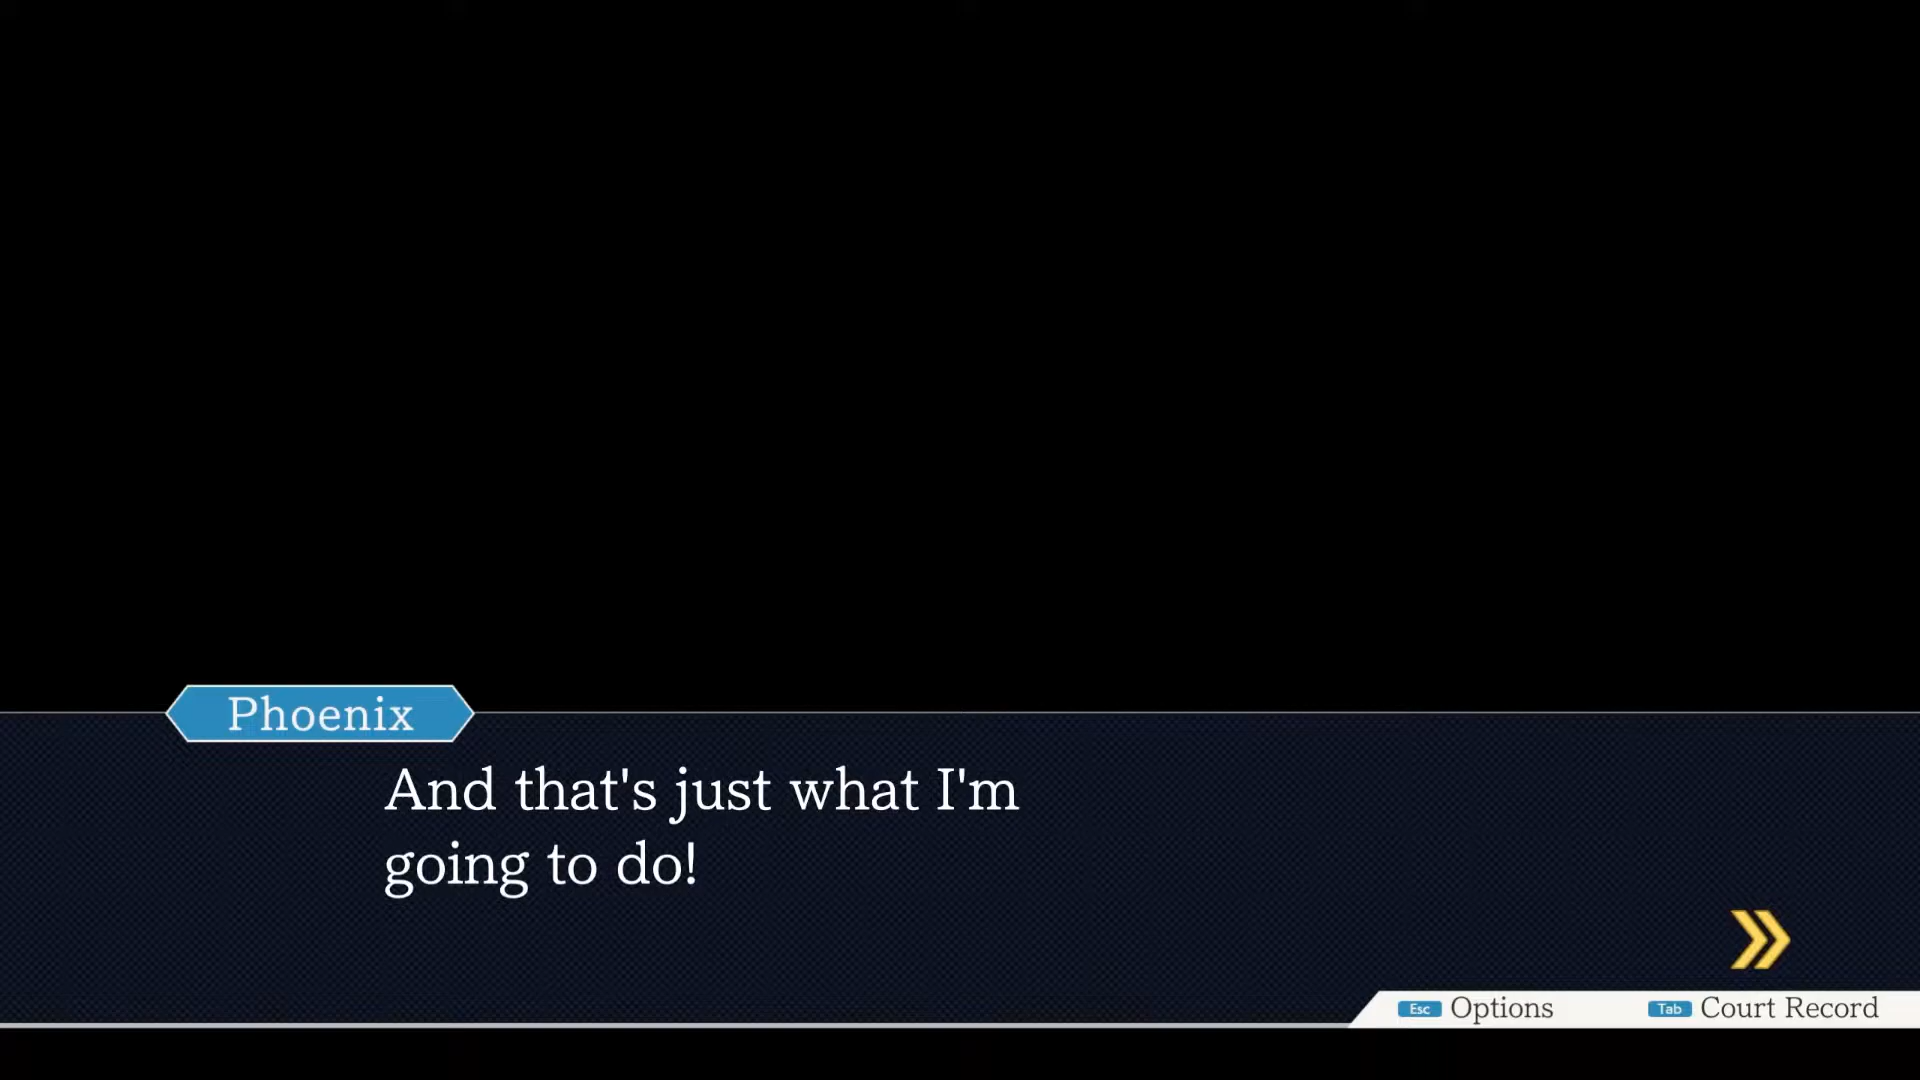 Phoenix
And that's just what I'm
going to do!
Esc Options Tab Court Record